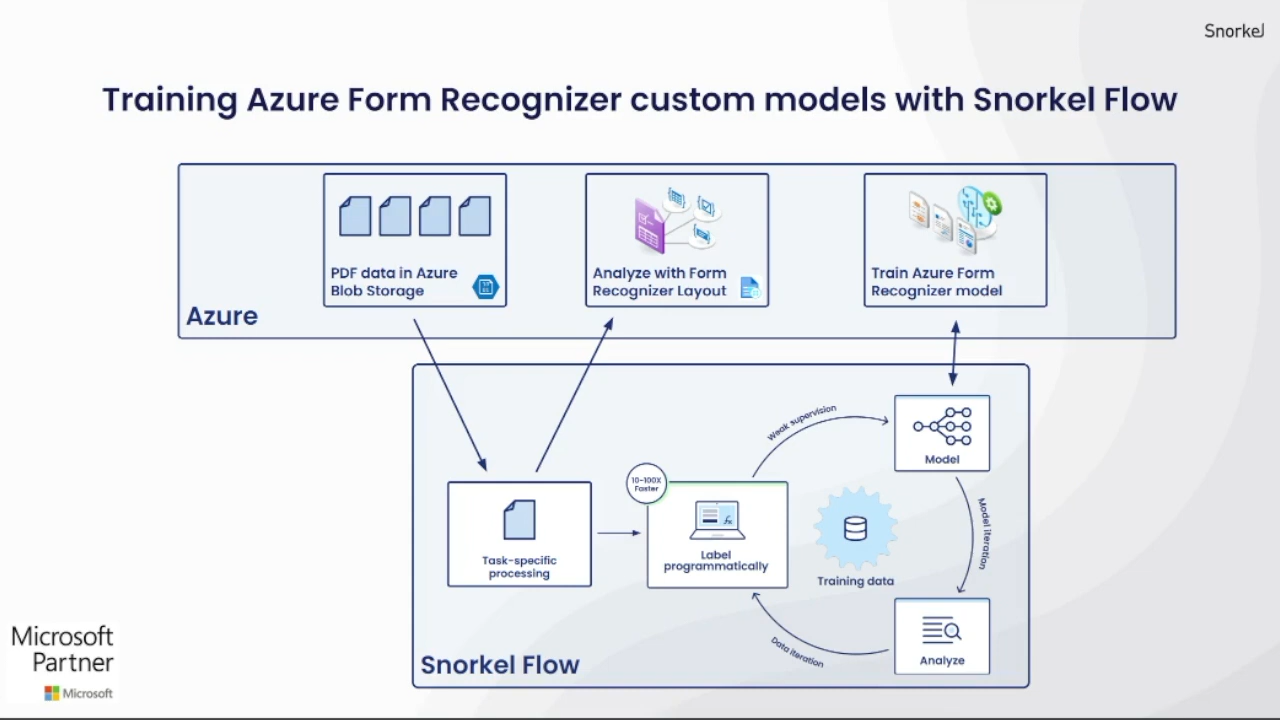 Snorkel
Training Azure Form Recognizer custom models with Snorkel Flow
PDF data in Azure
Blob Storage
Analyze with Form
Recognizer Layout
Train Azure Form
Recognizer model
Azure
Weak supervision
Model
10-100X
Faster
fx
Label
programmatically
Task-specific
processing
Training data
Model iteration
Data iteration
Analyze
Snorkel Flow
Microsoft
Partner
Microsoft